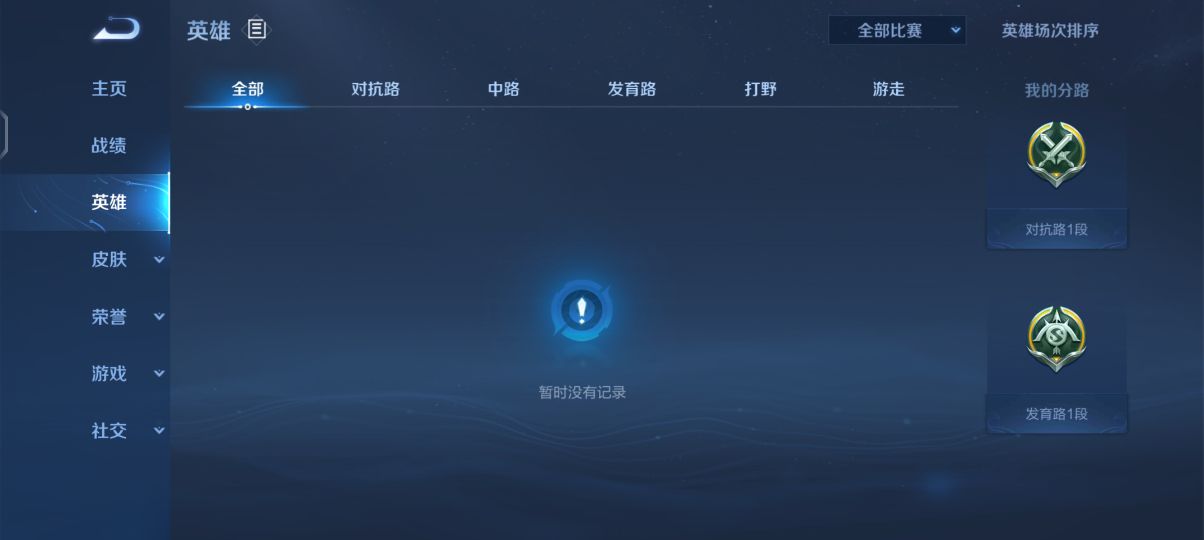 英雄
全部比赛
英雄场次排序
主页
战绩
英雄
皮肤
荣誉
游戏
社交
全部
对抗路
中路
发育路
打野
游走
暂时没有记录
我的分路
对抗路1段
发育路1段